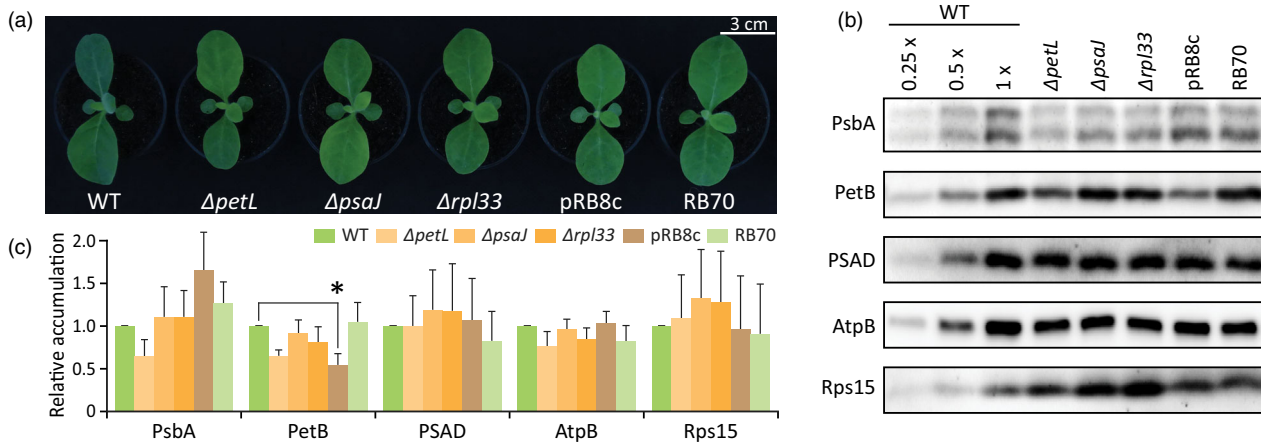 (a)
3 cm
WT ΔpetL ΔpsaJ Δrpl33 pRB8c RB70
(b)
WT
0.25 x 0.5 x 1 x ΔpetL ΔpsaJ Δrpl33 pRB8c RB70
PsbA
PetB
PSAD
AtpB
Rps15
(c)
WT ΔpetL ΔpsaJ Δrpl33 pRB8c RB70
Relative accumulation
2.0
1.5
1.0
0.5
0
*
PsbA PetB PSAD AtpB Rps15